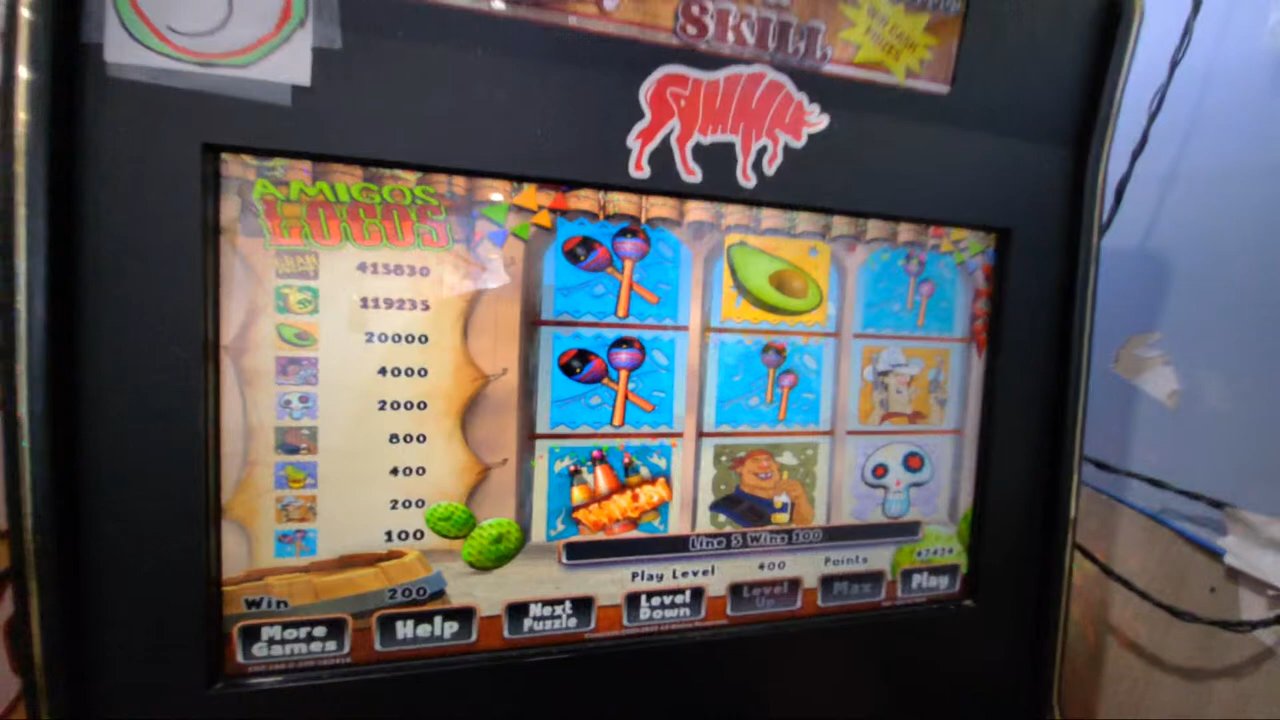 SKILL
SAMMY
AMIGOS
LOCOS
415830
119235
20000
4000
2000
800
400
200
100
Line 5 Wins 100
Play Level 400 Points
Win 200
More Games
Help
Next Puzzle
Level Down
Level Up
Max
Play